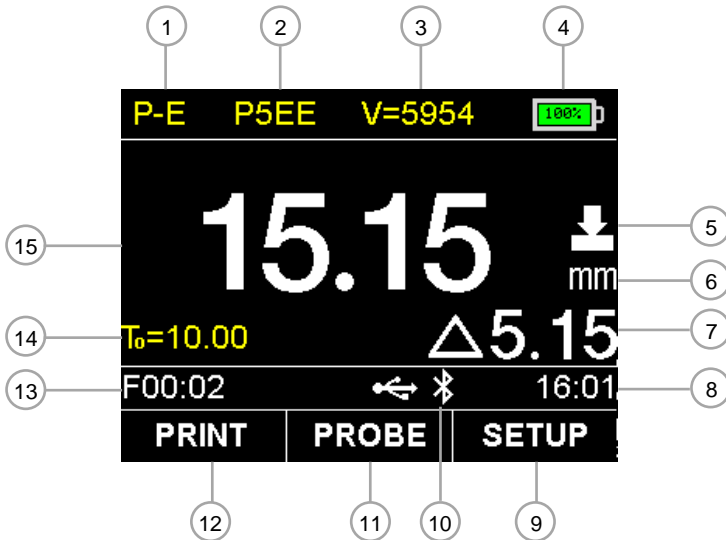 1 2 3 4
P-E P5EE V=5954 100%
15.15
5
15
mm
6
T₀=10.00 △5.15
14 7
F00:02 16:01
13 8
PRINT PROBE SETUP
12 11 10 9